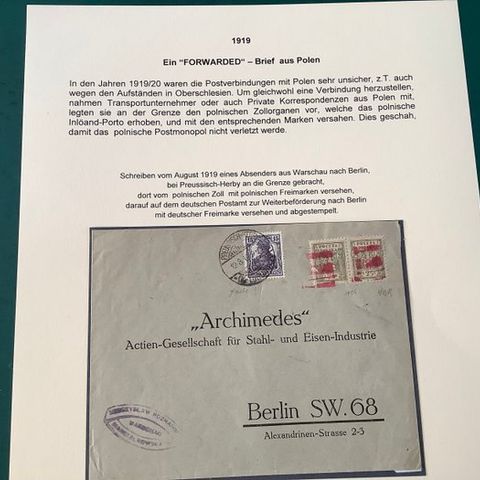 1919
Ein "FORWARDED" – Brief aus Polen
In den Jahren 1919/20 waren die Postverbindungen mit Polen sehr unsicher, z.T. auch
wegen den Aufständen in Oberschlesien. Um gleichwohl eine Verbindung herzustellen,
nahmen Transportunternehmer oder auch Private Korrespondenzen aus Polen mit,
legten sie an der Grenze den polnischen Zollorganen vor, welche das polnische
Inlöand-Porto erhoben, und mit den entsprechenden Marken versahen. Dies geschah,
damit das polnische Postmonopol nicht verletzt werde.
Schreiben vom August 1919 eines Absenders aus Warschau nach Berlin,
bei Preussisch-Herby an die Grenze gebracht,
dort vom polnischen Zoll mit polnischen Freimarken versehen,
darauf auf dem deutschen Postamt zur Weiterbeförderung nach Berlin
mit deutscher Freimarke versehen und abgestempelt.
15 15
„Archimedes"
Actien-Gesellschaft für Stahl- und Eisen-Industrie
Berlin SW. 68
Alexandrinen-Strasse 2-3
WARSCHAU